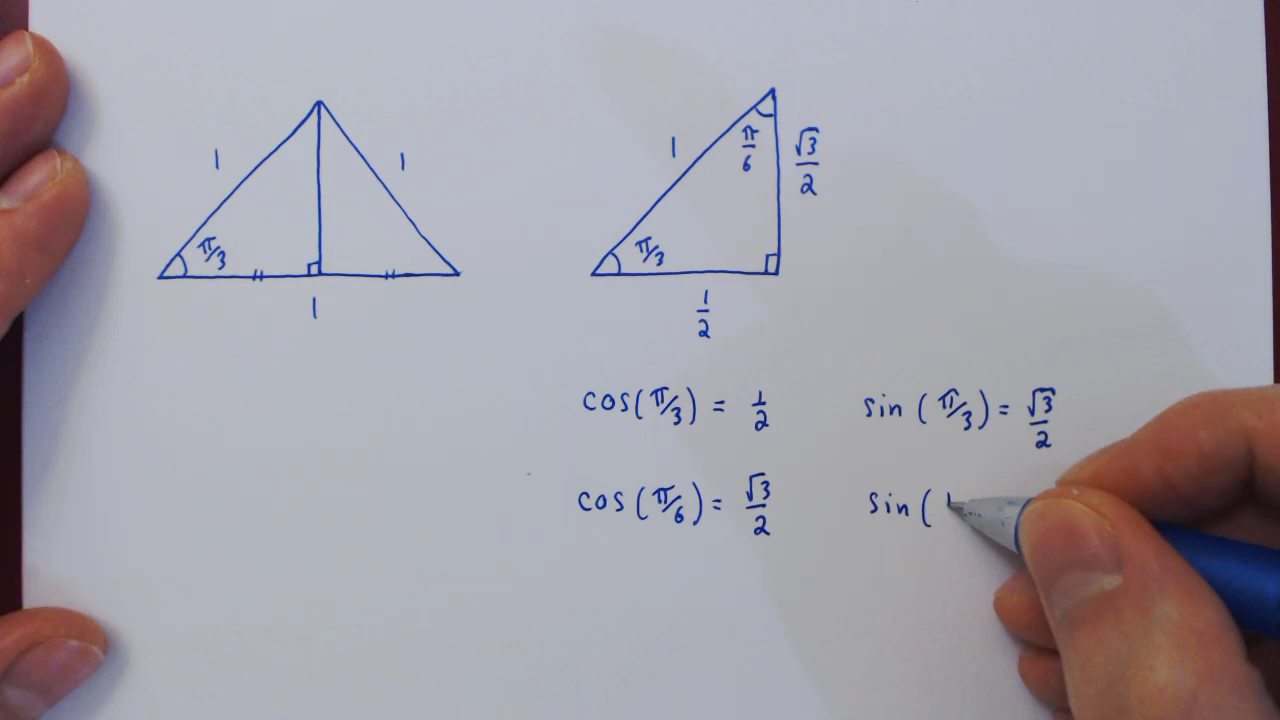 1 1
π/3
1
1
π/6
√3/2
π/3
1/2
cos(π/3) = 1/2 sin(π/3) = √3/2
cos(π/6) = √3/2 sin(